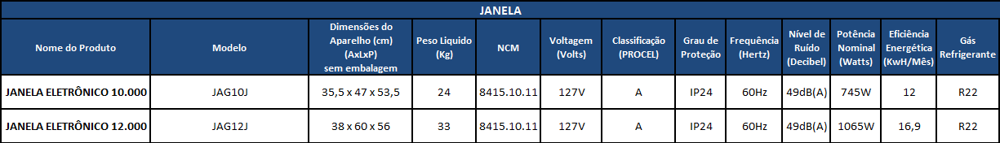 JANELA
Nome do Produto Modelo Dimensões do Aparelho (cm) (AxLxP) sem embalagem Peso Liquido (Kg) NCM Voltagem (Volts) Classificação (PROCEL) Grau de Proteção Frequência (Hertz) Nível de Ruído (Decibel) Potência Nominal (Watts) Eficiência Energética (KwH/Mês) Gás Refrigerante
JANELA ELETRÔNICO 10.000 JAG10J 35,5 x 47 x 53,5 24 8415.10.11 127V A IP24 60Hz 49dB(A) 745W 12 R22
JANELA ELETRÔNICO 12.000 JAG12J 38 x 60 x 56 33 8415.10.11 127V A IP24 60Hz 49dB(A) 1065W 16,9 R22